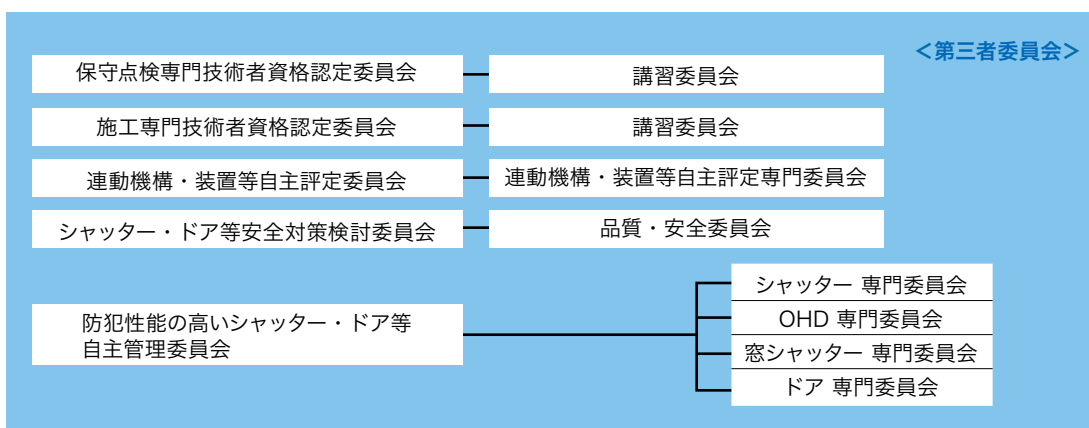 ＜第三者委員会＞
保守点検専門技術者資格認定委員会
講習委員会
施工専門技術者資格認定委員会
講習委員会
連動機構・装置等自主評定委員会
連動機構・装置等自主評定専門委員会
シャッター・ドア等安全対策検討委員会
品質・安全委員会
防犯性能の高いシャッター・ドア等
自主管理委員会
シャッター 専門委員会
OHD 専門委員会
窓シャッター 専門委員会
ドア 専門委員会